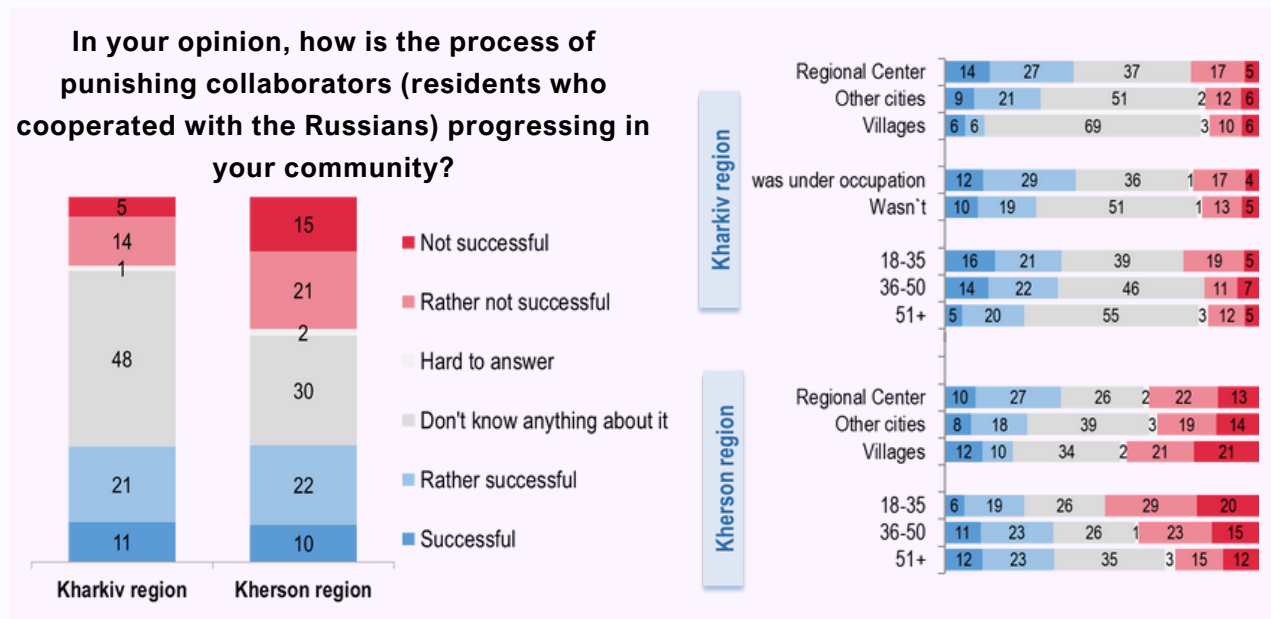 In your opinion, how is the process of
punishing collaborators (residents who
cooperated with the Russians) progressing in
your community?
5
14
1
48
21
11
15
21
2
30
22
10
Kharkiv region
Kherson region
Not successful
Rather not successful
Hard to answer
Don't know anything about it
Rather successful
Successful
Kharkiv region
Regional Center 14 27 37 17 5
Other cities 9 21 51 2 12 6
Villages 6 6 69 3 10 6
was under occupation 12 29 36 1 17 4
Wasn`t 10 19 51 1 13 5
18-35 16 21 39 19 5
36-50 14 22 46 11 7
51+ 5 20 55 3 12 5
Kherson region
Regional Center 10 27 26 2 22 13
Other cities 8 18 39 3 19 14
Villages 12 10 34 2 21 21
18-35 6 19 26 29 20
36-50 11 23 26 1 23 15
51+ 12 23 35 3 15 12